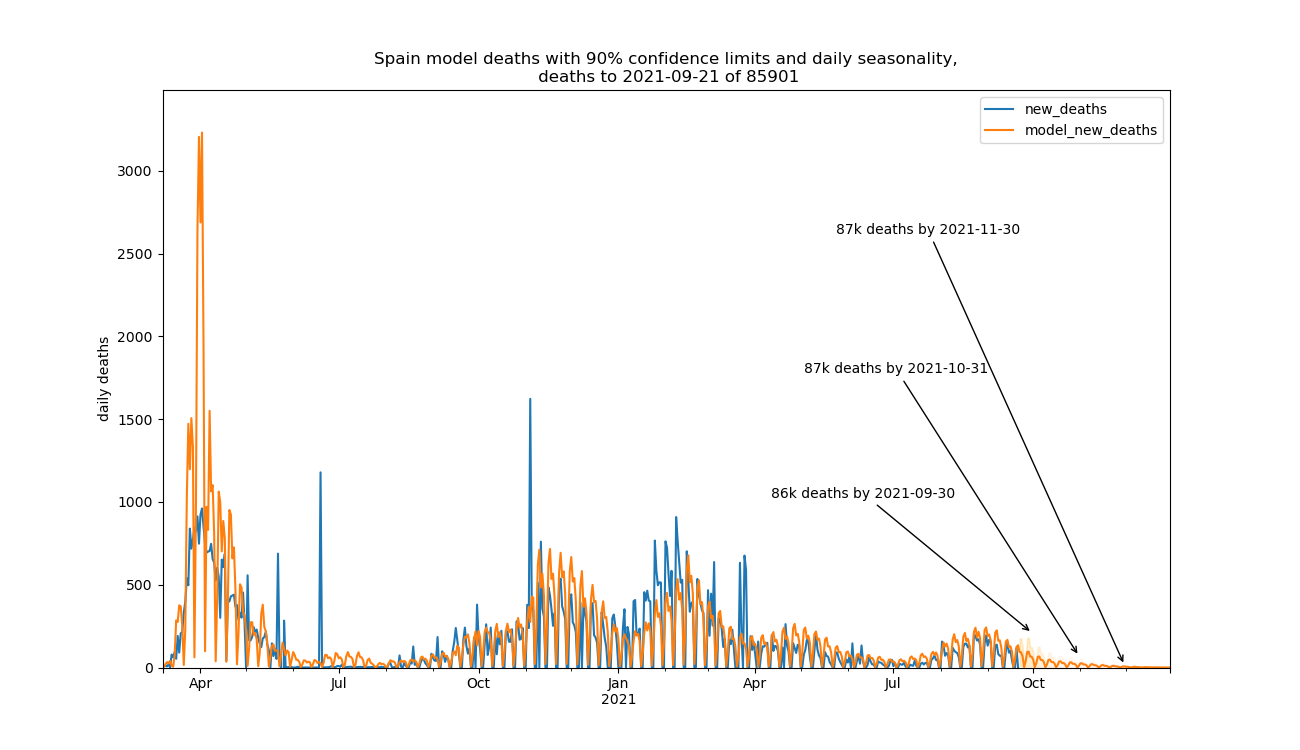 Spain model deaths with 90% confidence limits and daily seasonality,
deaths to 2021-09-21 of 85901
new_deaths
model_new_deaths
3000
2500
2000
1500
1000
500
0
daily deaths
87k deaths by 2021-11-30
87k deaths by 2021-10-31
86k deaths by 2021-09-30
Apr
Jul
Oct
Jan
2021
Apr
Jul
Oct